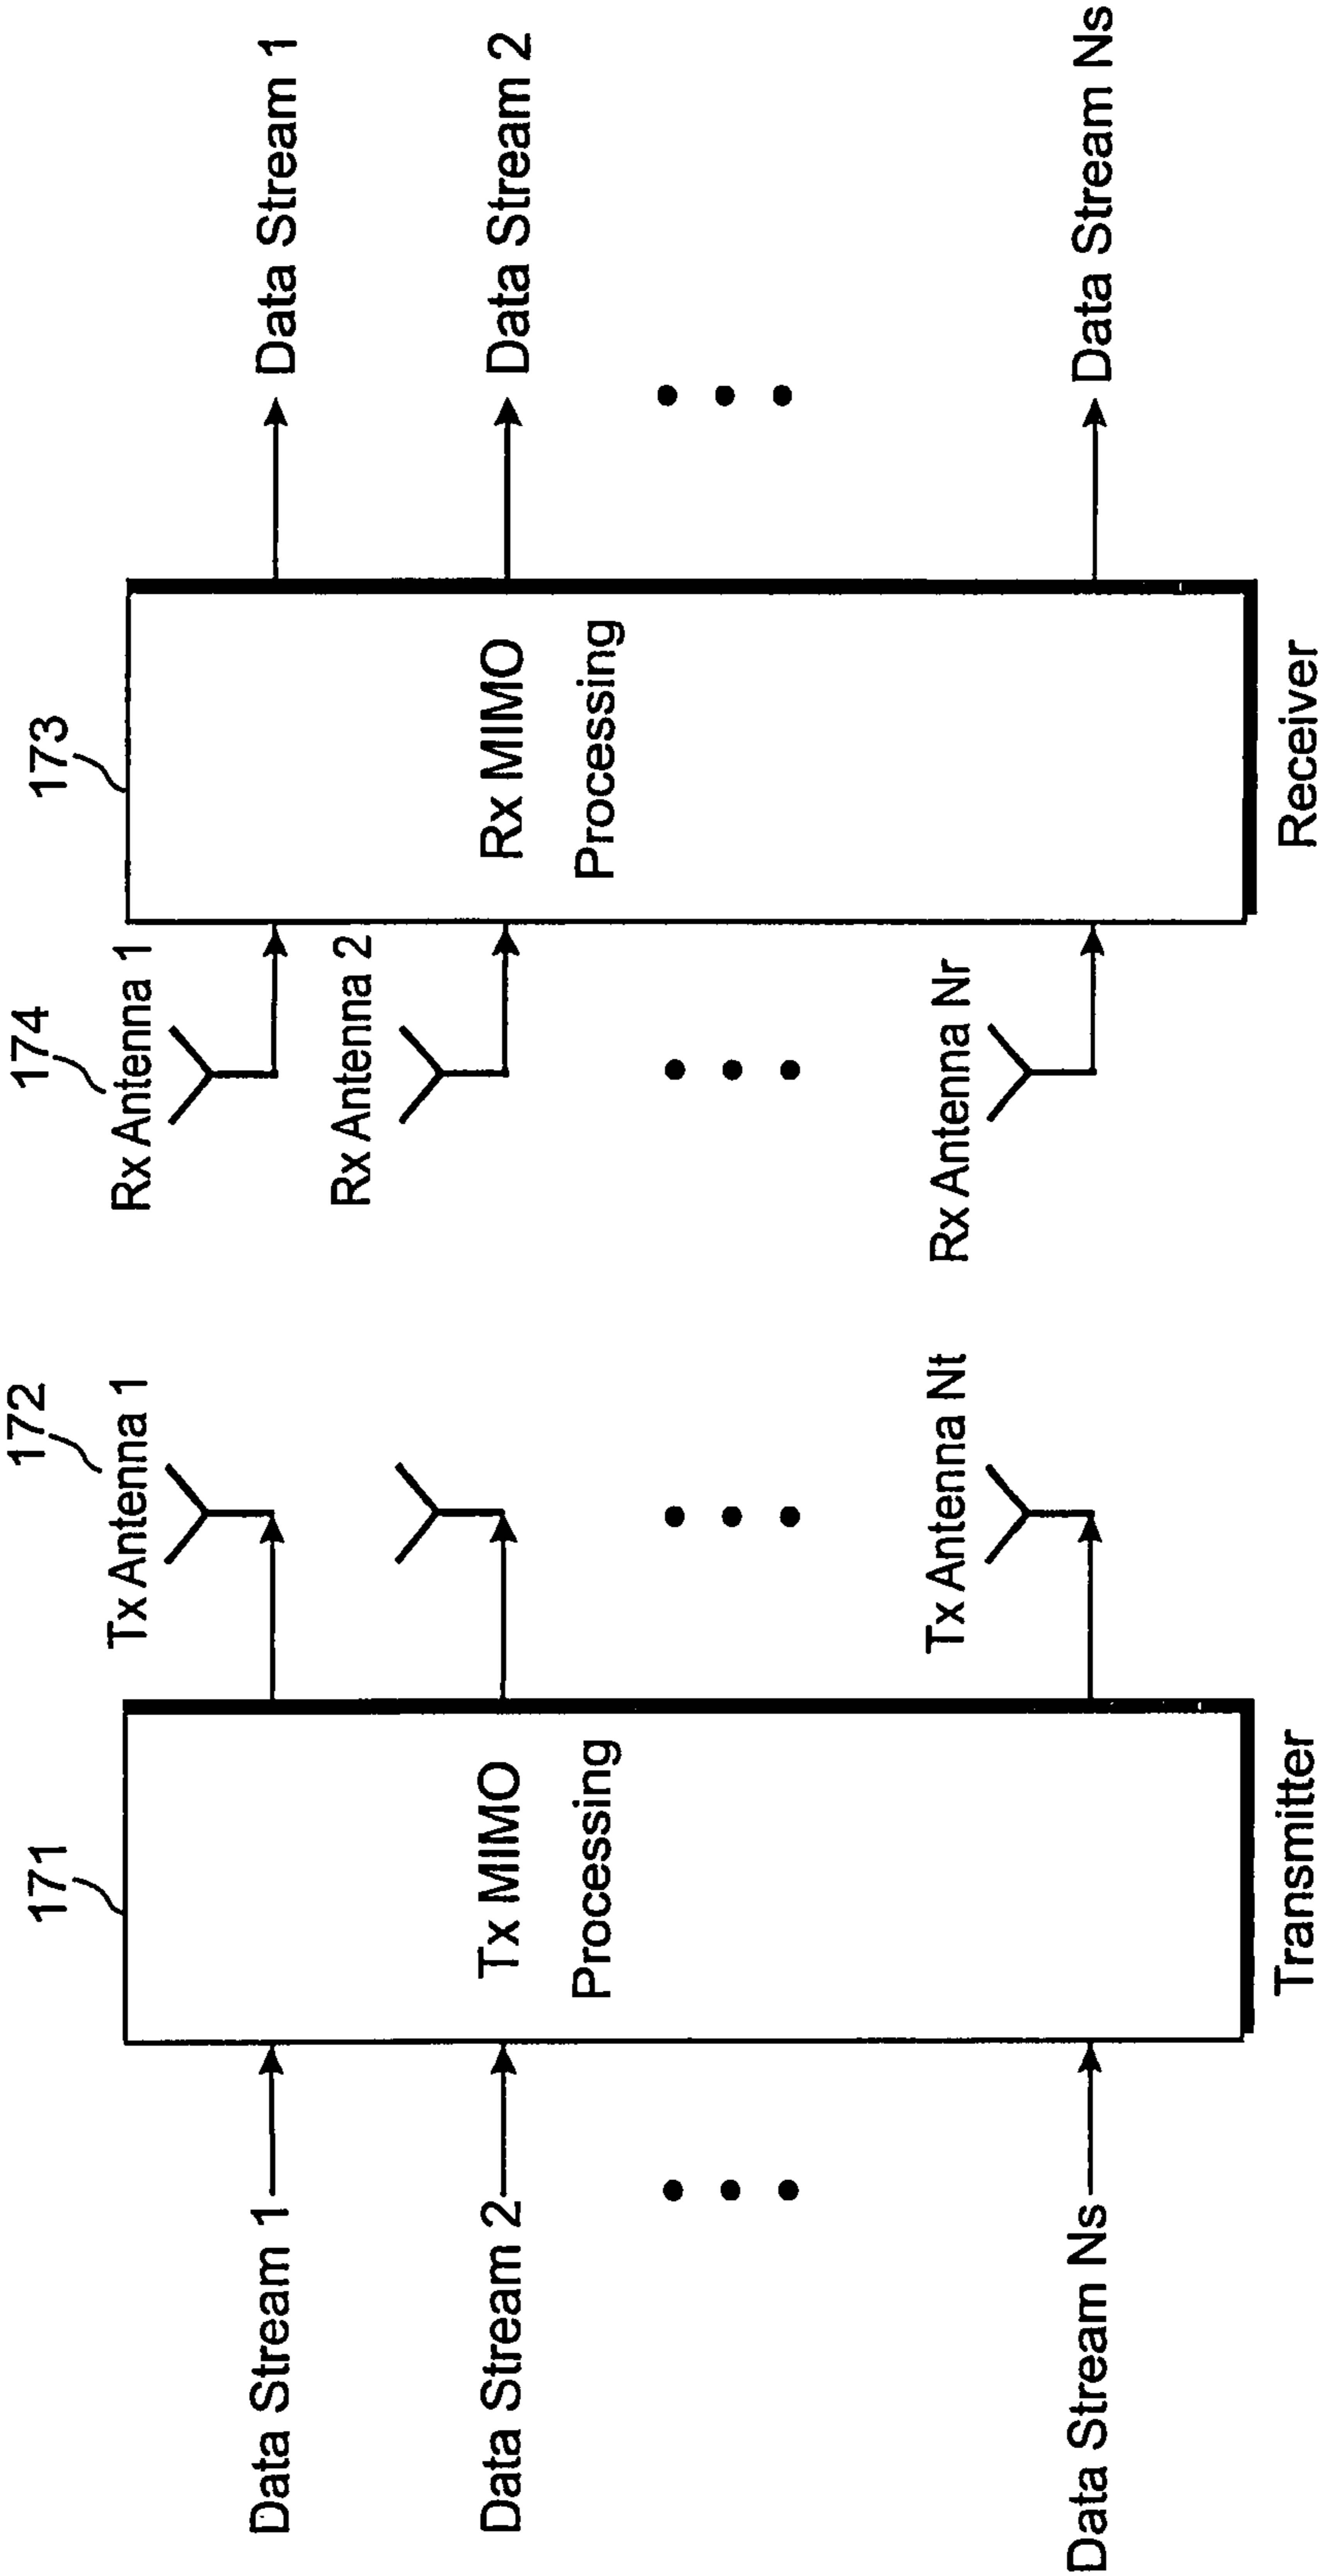 171
172
174
173
Data Stream 1
Data Stream 2
Data Stream Ns
Tx MIMO
Processing
Transmitter
Tx Antenna 1
Tx Antenna Nt
Rx Antenna 1
Rx Antenna 2
Rx Antenna Nr
Rx MIMO
Processing
Receiver
Data Stream 1
Data Stream 2
Data Stream Ns